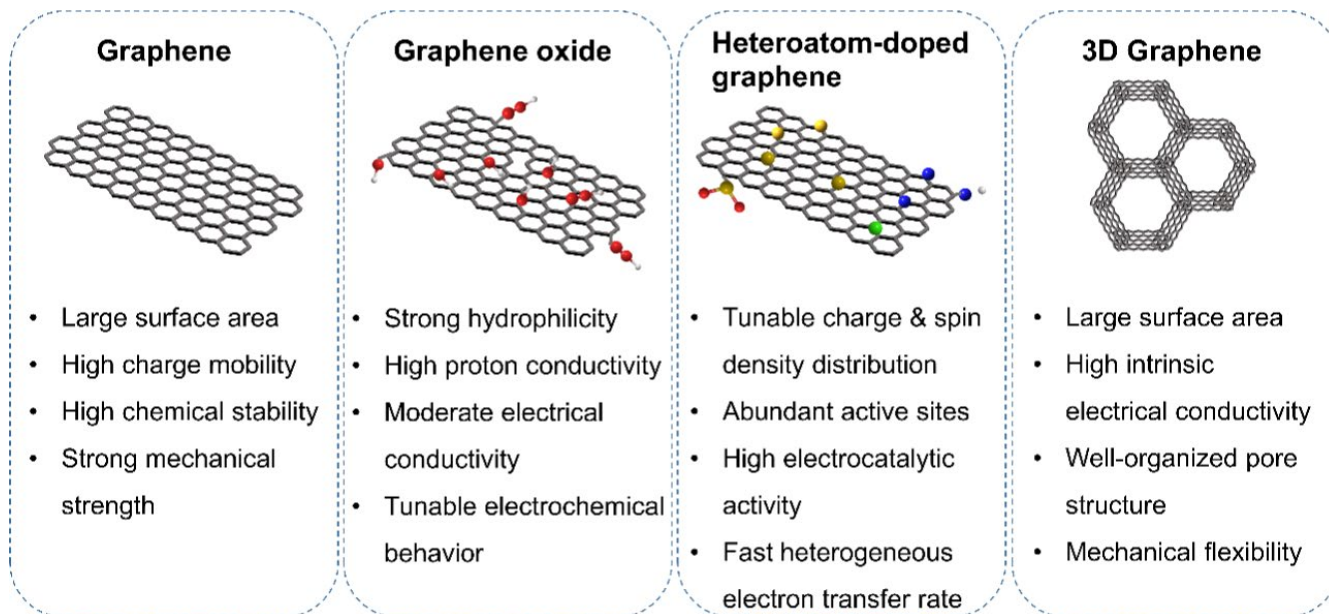 Graphene
• Large surface area
• High charge mobility
• High chemical stability
• Strong mechanical
strength
Graphene oxide
• Strong hydrophilicity
• High proton conductivity
• Moderate electrical
conductivity
• Tunable electrochemical
behavior
Heteroatom-doped
graphene
• Tunable charge & spin
density distribution
• Abundant active sites
• High electrocatalytic
activity
• Fast heterogeneous
electron transfer rate
3D Graphene
• Large surface area
• High intrinsic
electrical conductivity
• Well-organized pore
structure
• Mechanical flexibility